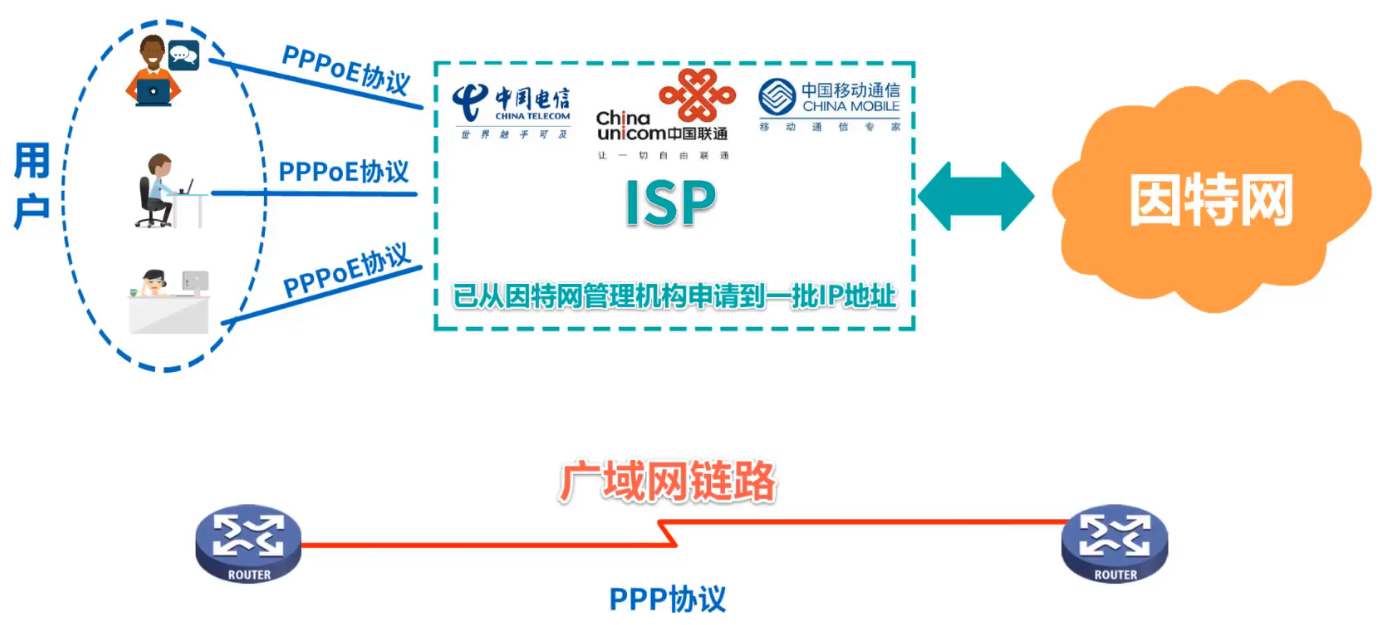 用户
PPPoE协议
PPPoE协议
PPPoE协议
中国电信
CHINA TELECOM
世界触手可及
China
unicom中国联通
让一切自由联通
中国移动通信
CHINA MOBILE
移动通信专家
ISP
已从因特网管理机构申请到一批IP地址
因特网
广域网链路
ROUTER
ROUTER
PPP协议